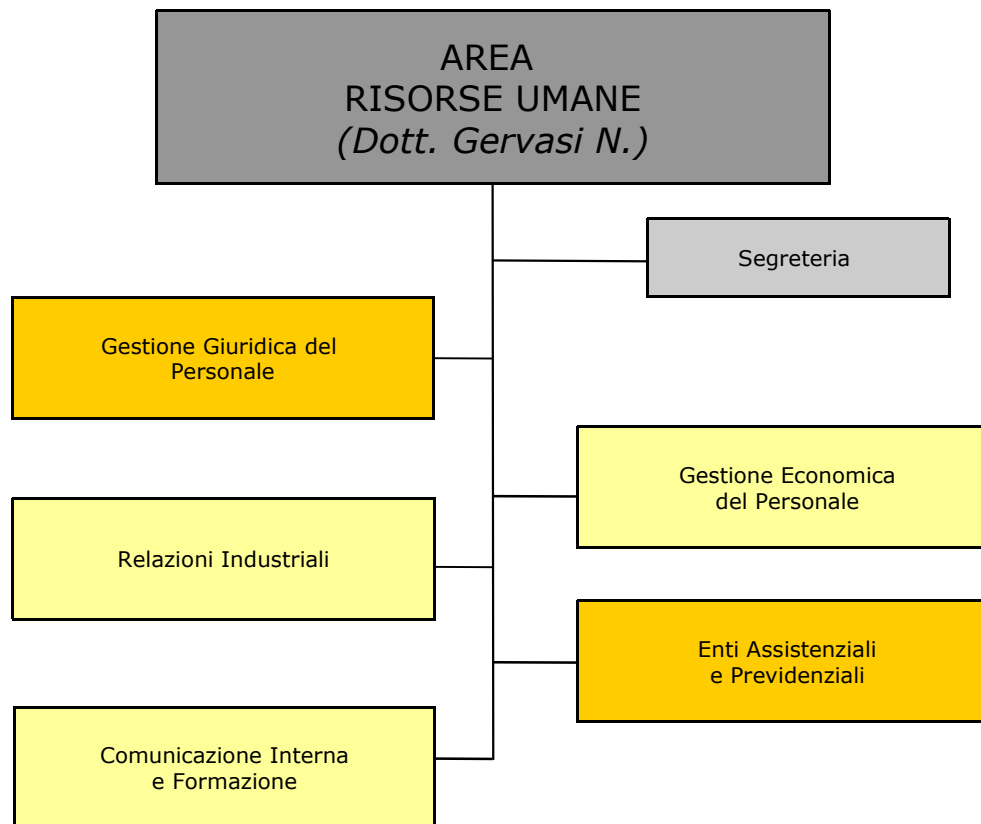 AREA
RISORSE UMANE
(Dott. Gervasi N.)
Segreteria
Gestione Giuridica del
Personale
Gestione Economica
del Personale
Relazioni Industriali
Enti Assistenziali
e Previdenziali
Comunicazione Interna
e Formazione